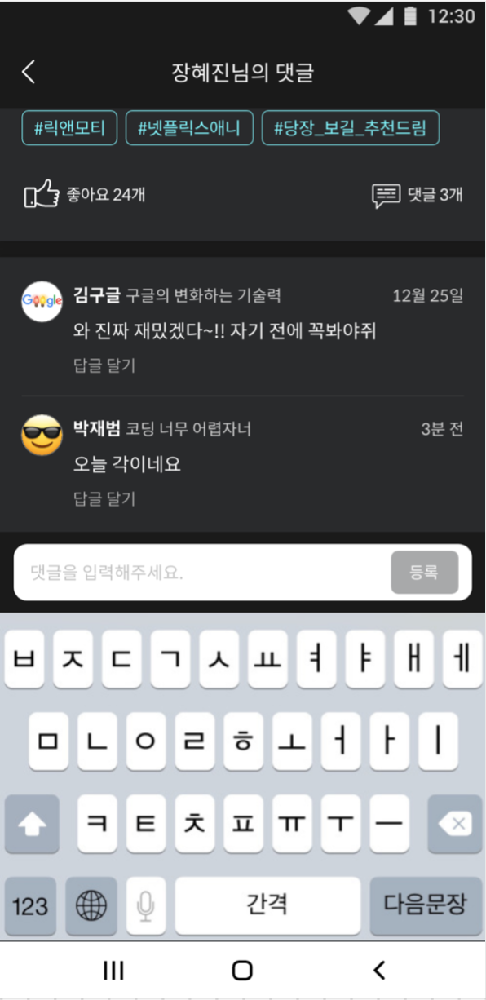 12:30
장혜진님의 댓글
#릭앤모티 #넷플릭스애니 #당장_보길_추천드림
좋아요 24개 댓글 3개
Google
김구글 구글의 변화하는 기술력 12월 25일
와 진짜 재밌겠다~!! 자기 전에 꼭봐야쥐
답글 달기
박재범 코딩 너무 어렵자너 3분 전
오늘 각이네요
답글 달기
댓글을 입력해주세요. 등록
ㅂ ㅈ ㄷ ㄱ ㅅ ㅛ ㅕ ㅑ ㅐ ㅔ
ㅁ ㄴ ㅇ ㄹ ㅎ ㅗ ㅓ ㅏ ㅣ
ㅋ ㅌ ㅊ ㅍ ㅠ ㅜ ㅡ
123 간격 다음문장